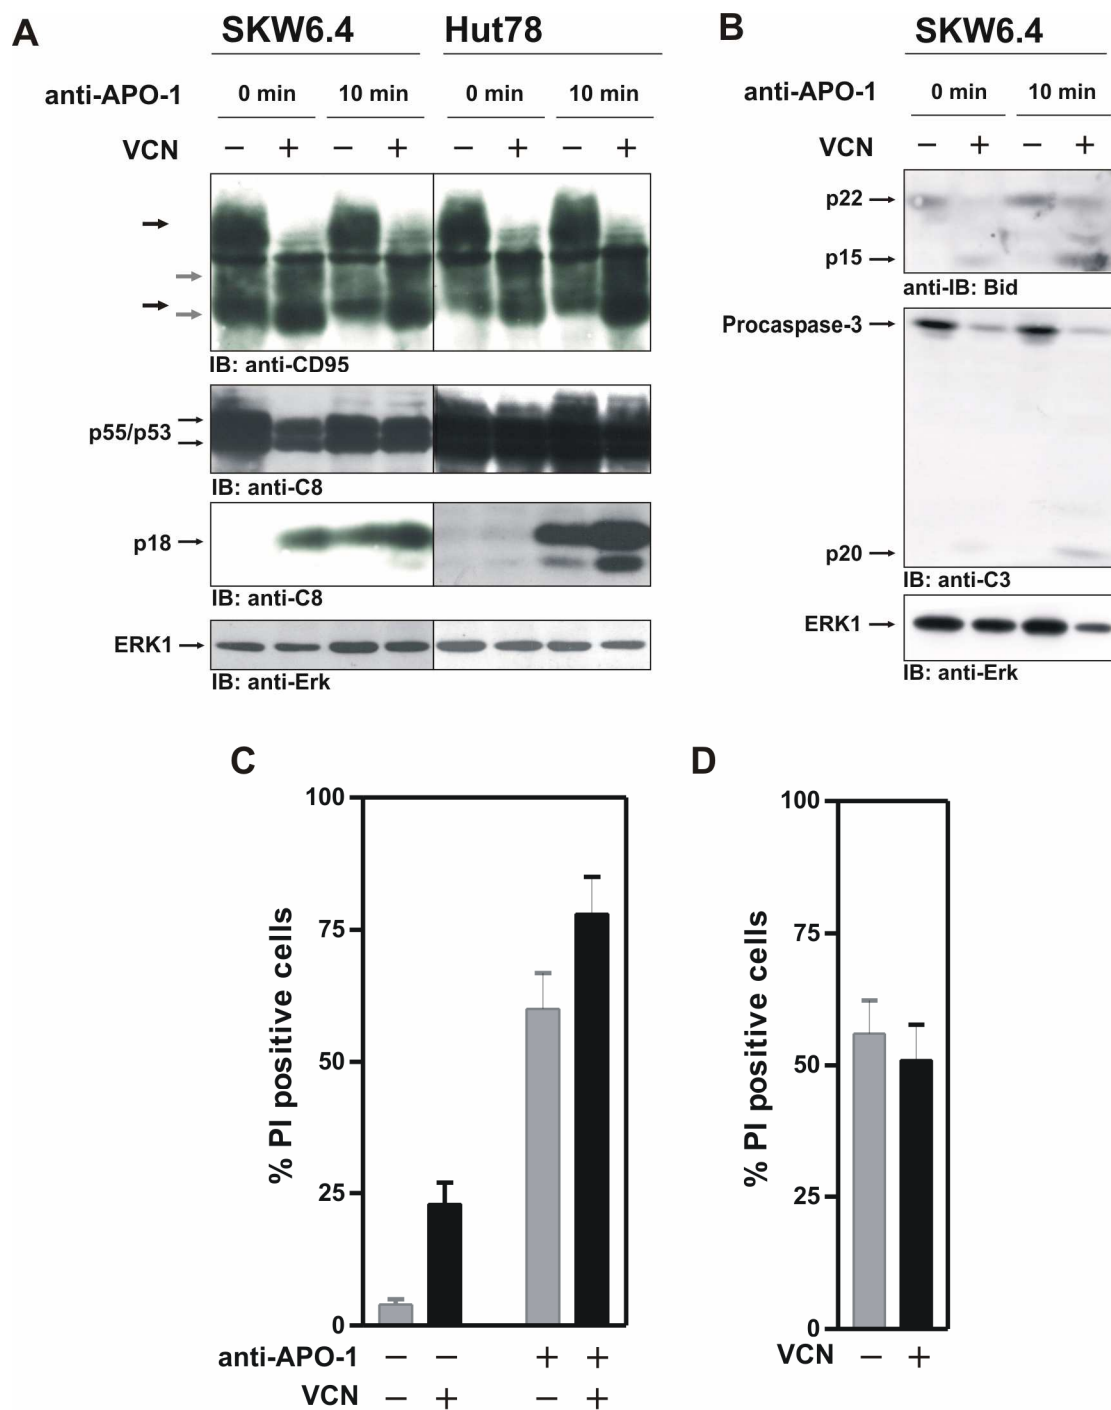 A
SKW6.4 Hut78
anti-APO-1 0 min 10 min 0 min 10 min
VCN − + − + − + − +
IB: anti-CD95
p55/p53
IB: anti-C8
p18
IB: anti-C8
ERK1
IB: anti-Erk
B
SKW6.4
anti-APO-1 0 min 10 min
VCN − + − +
p22
p15
anti-IB: Bid
Procaspase-3
p20
IB: anti-C3
ERK1
IB: anti-Erk
C
% PI positive cells
100
75
50
25
0
anti-APO-1 − − + +
VCN − + − +
D
% PI positive cells
100
75
50
25
0
VCN − +